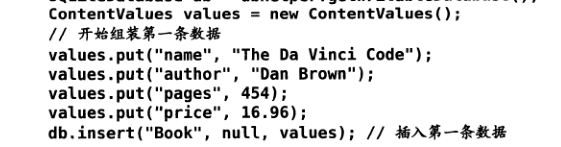 ContentValues values = new ContentValues();
// 开始组装第一条数据
values.put("name", "The Da Vinci Code");
values.put("author", "Dan Brown");
values.put("pages", 454);
values.put("price", 16.96);
db.insert("Book", null, values); // 插入第一条数据